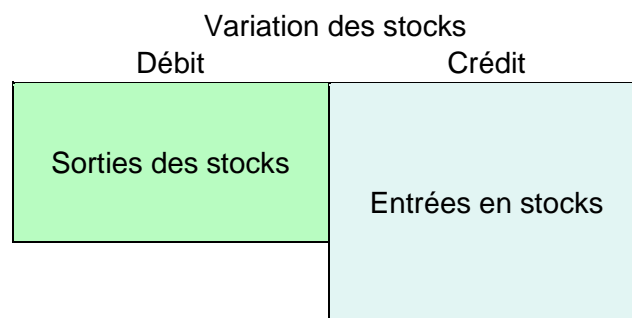 Variation des stocks
Débit Crédit
Sorties des stocks
Entrées en stocks